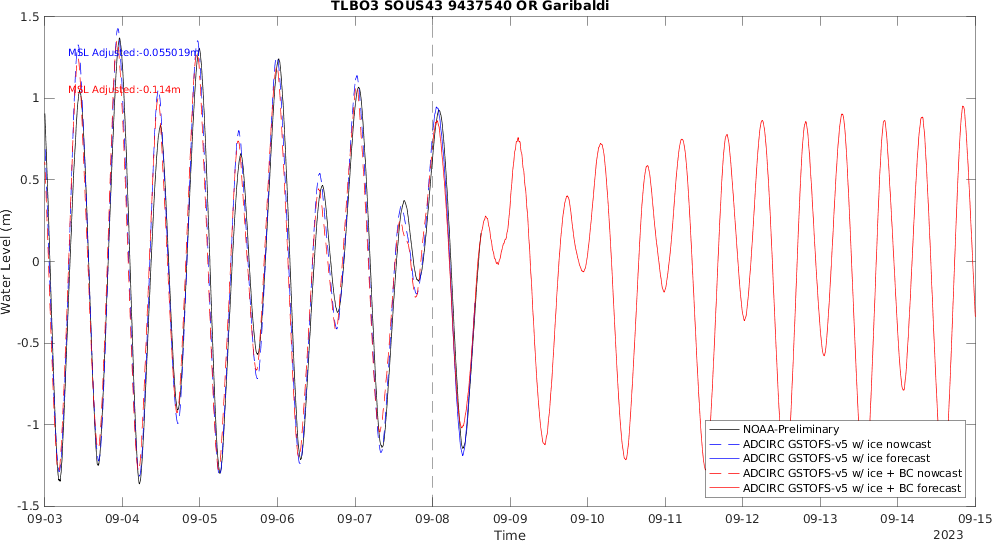 TLBO3 SOUS43 9437540 OR Garibaldi
1.5
MSL Adjusted:-0.055019m
MSL Adjusted:-0.114m
1
0.5
0
-0.5
-1
-1.5
Water Level (m)
NOAA-Preliminary
ADCIRC GSTOFS-v5 w/ ice nowcast
ADCIRC GSTOFS-v5 w/ ice forecast
ADCIRC GSTOFS-v5 w/ ice + BC nowcast
ADCIRC GSTOFS-v5 w/ ice + BC forecast
09-03 09-04 09-05 09-06 09-07 09-08 09-09 09-10 09-11 09-12 09-13 09-14 09-15
Time
2023